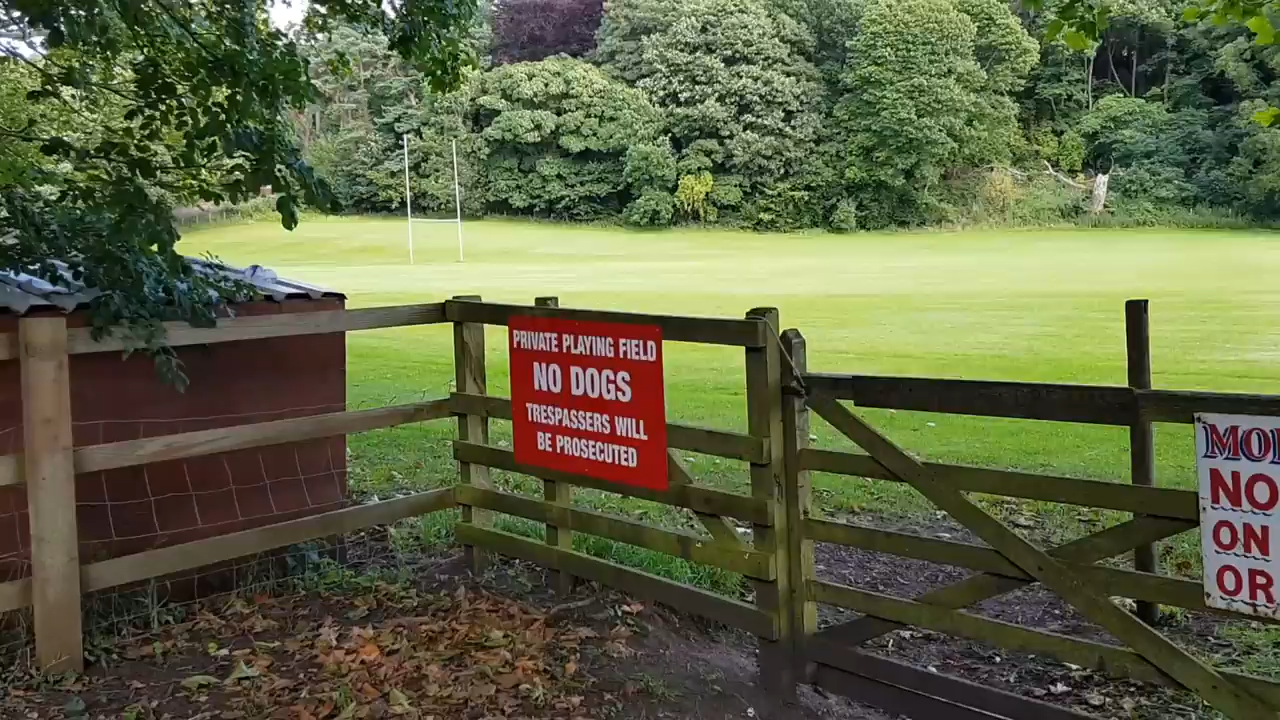 PRIVATE PLAYING FIELD
NO DOGS
TRESPASSERS WILL
BE PROSECUTED
NO
ON
OR